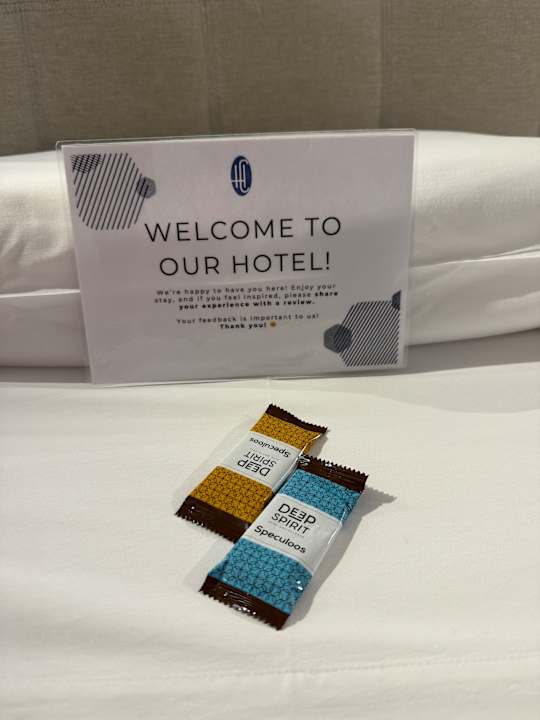 WELCOME TO
OUR HOTEL!
We're happy to have you here! Enjoy your
stay, and if you feel inspired, please share
your experience with a review.
Your feedback is important to us!
Thank you! 😊
DEEP
SPIRIT
Speculoos
DEEP
SPIRIT
Speculoos